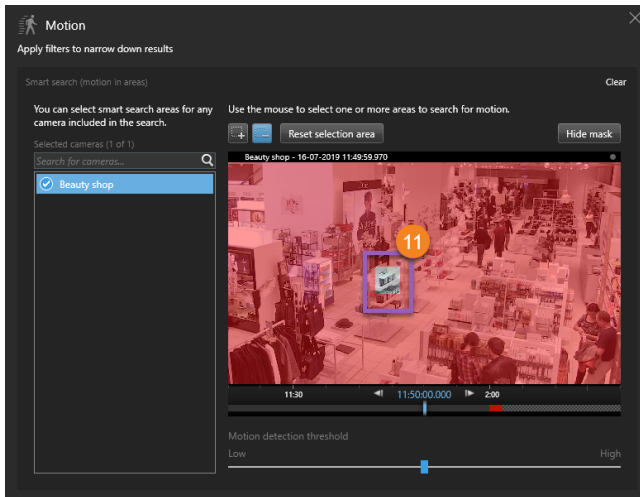 Motion
Apply filters to narrow down results
Smart search (motion in areas)
Clear
You can select smart search areas for any
camera included in the search.
Use the mouse to select one or more areas to search for motion.
Selected cameras (1 of 1)
Reset selection area
Hide mask
Search for cameras...
Beauty shop - 16-07-2019 11:49:59.970
Beauty shop
11
11:30
11:50:00.000
2:00
Motion detection threshold
Low
High